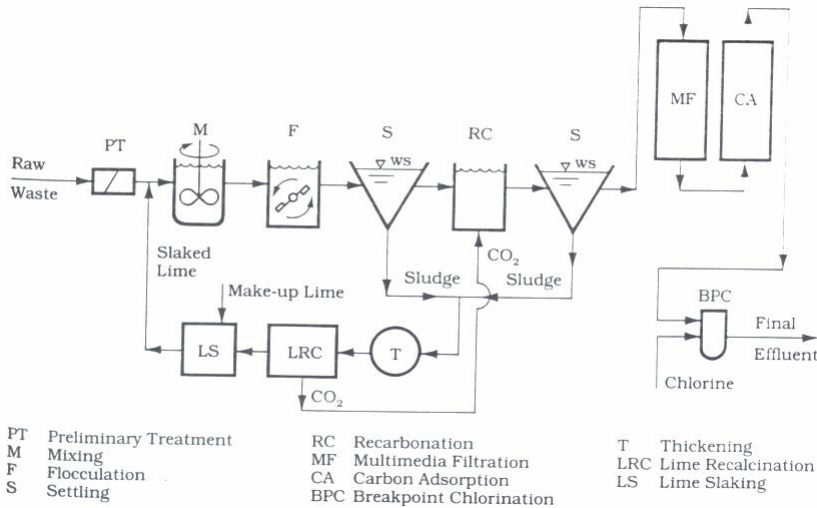 MF
CA
PT
M
F
S
RC
S
ws
ws
Raw
Waste
CO2
Slaked
Lime
Sludge
Sludge
Make-up Lime
BPC
Final
Effluent
LS
LRC
T
Chlorine
CO2
PT Preliminary Treatment
M Mixing
F Flocculation
S Settling
RC Recarbonation
MF Multimedia Filtration
CA Carbon Adsorption
BPC Breakpoint Chlorination
T Thickening
LRC Lime Recalcination
LS Lime Slaking